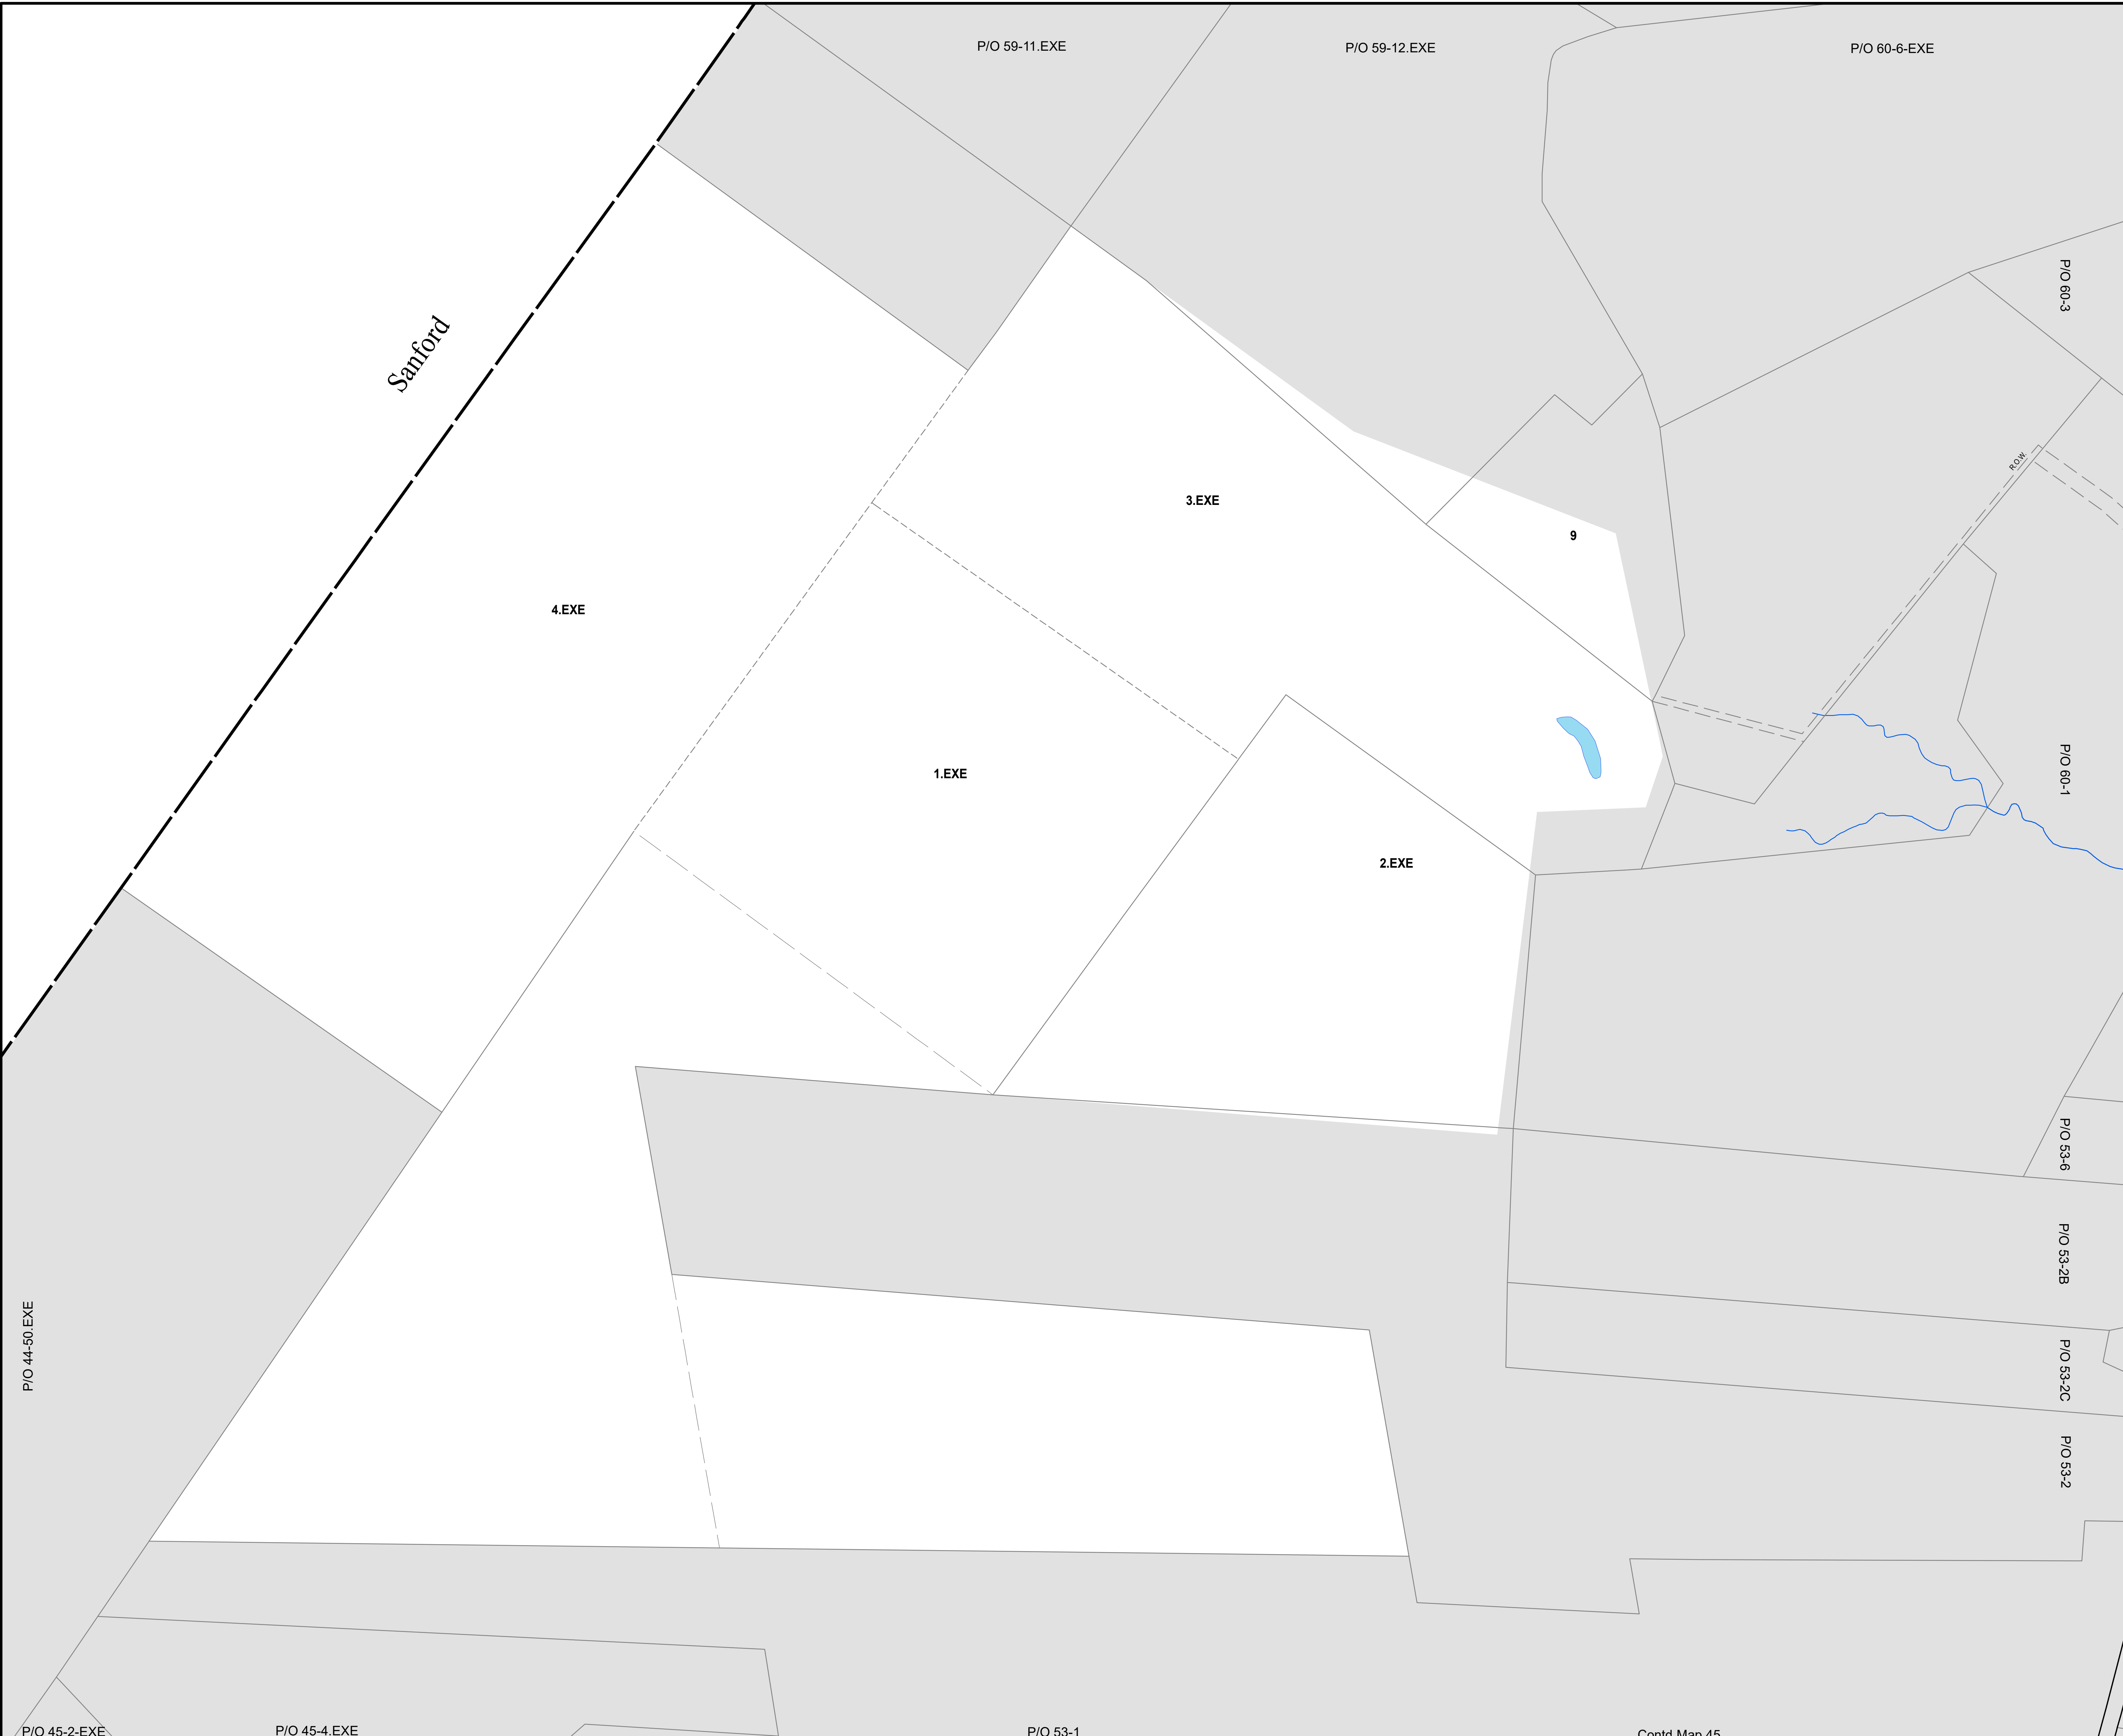 P/O 59-11.EXE
P/O 59-12.EXE
P/O 60-6-EXE
P/O 60-3
Sanford
R.O.W.
3.EXE
9
4.EXE
1.EXE
P/O 60-1
2.EXE
P/O 53-6
P/O 53-2B
P/O 44-50.EXE
P/O 53-2C
P/O 53-2
P/O 45-2-EXE
P/O 45-4.EXE
P/O 53-1
Contd Map 45